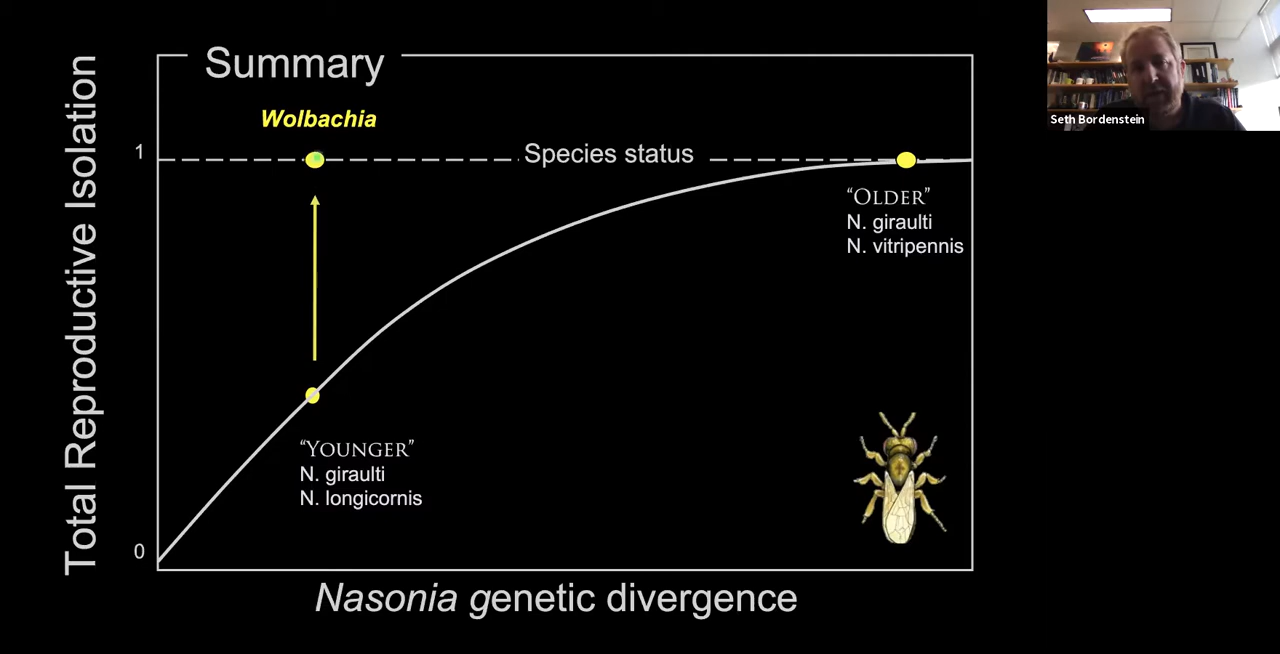 Summary
Wolbachia
1
Species status
"OLDER"
N. giraulti
N. vitripennis
"YOUNGER"
N. giraulti
N. longicornis
0
Total Reproductive Isolation
Nasonia genetic divergence
Seth Bordenstein